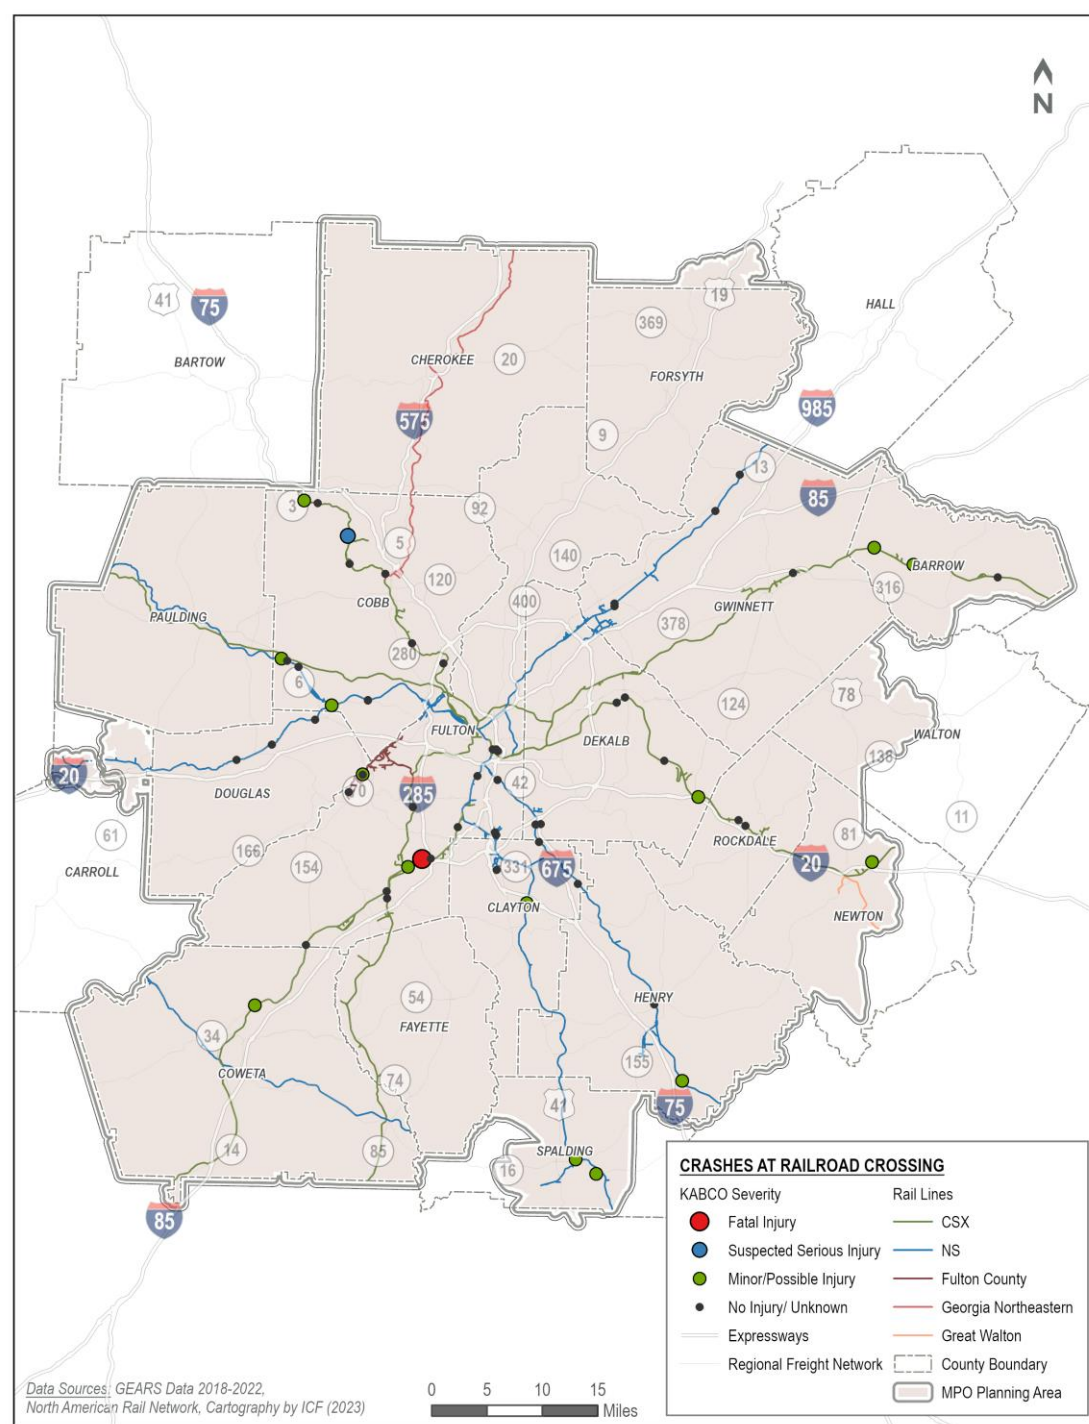 N
19
41
75
HALL
369
BARTOW
CHEROKEE
20
FORSYTH
985
575
9
13
85
3
92
5
140
BARROW
120
316
400
COBB
GWINNETT
PAULDING
378
280
6
78
124
FULTON
WALTON
DEKALB
138
20
42
70
285
DOUGLAS
11
61
81
ROCKDALE
166
154
20
CARROLL
331
675
CLAYTON
NEWTON
54
HENRY
FAYETTE
34
155
COWETA
74
41
75
14
85
SPALDING
16
85
CRASHES AT RAILROAD CROSSING
KABCO Severity
Fatal Injury
Suspected Serious Injury
Minor/Possible Injury
No Injury/ Unknown
Expressways
Regional Freight Network
Rail Lines
CSX
NS
Fulton County
Georgia Northeastern
Great Walton
County Boundary
MPO Planning Area
Data Sources: GEARS Data 2018-2022,
North American Rail Network, Cartography by ICF (2023)
0 5 10 15
Miles